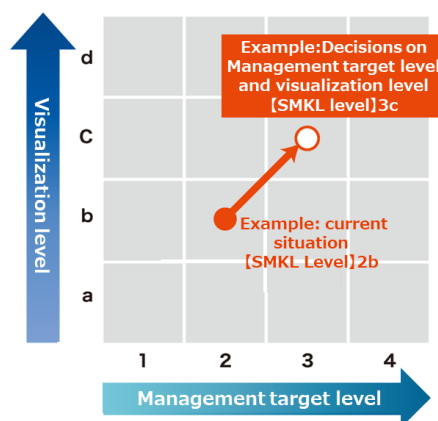 Visualization level
d
C
b
a
Example:Decisions on
Management target level
and visualization level
【SMKL level】3c
Example: current
situation
【SMKL Level】2b
1 2 3 4
Management target level